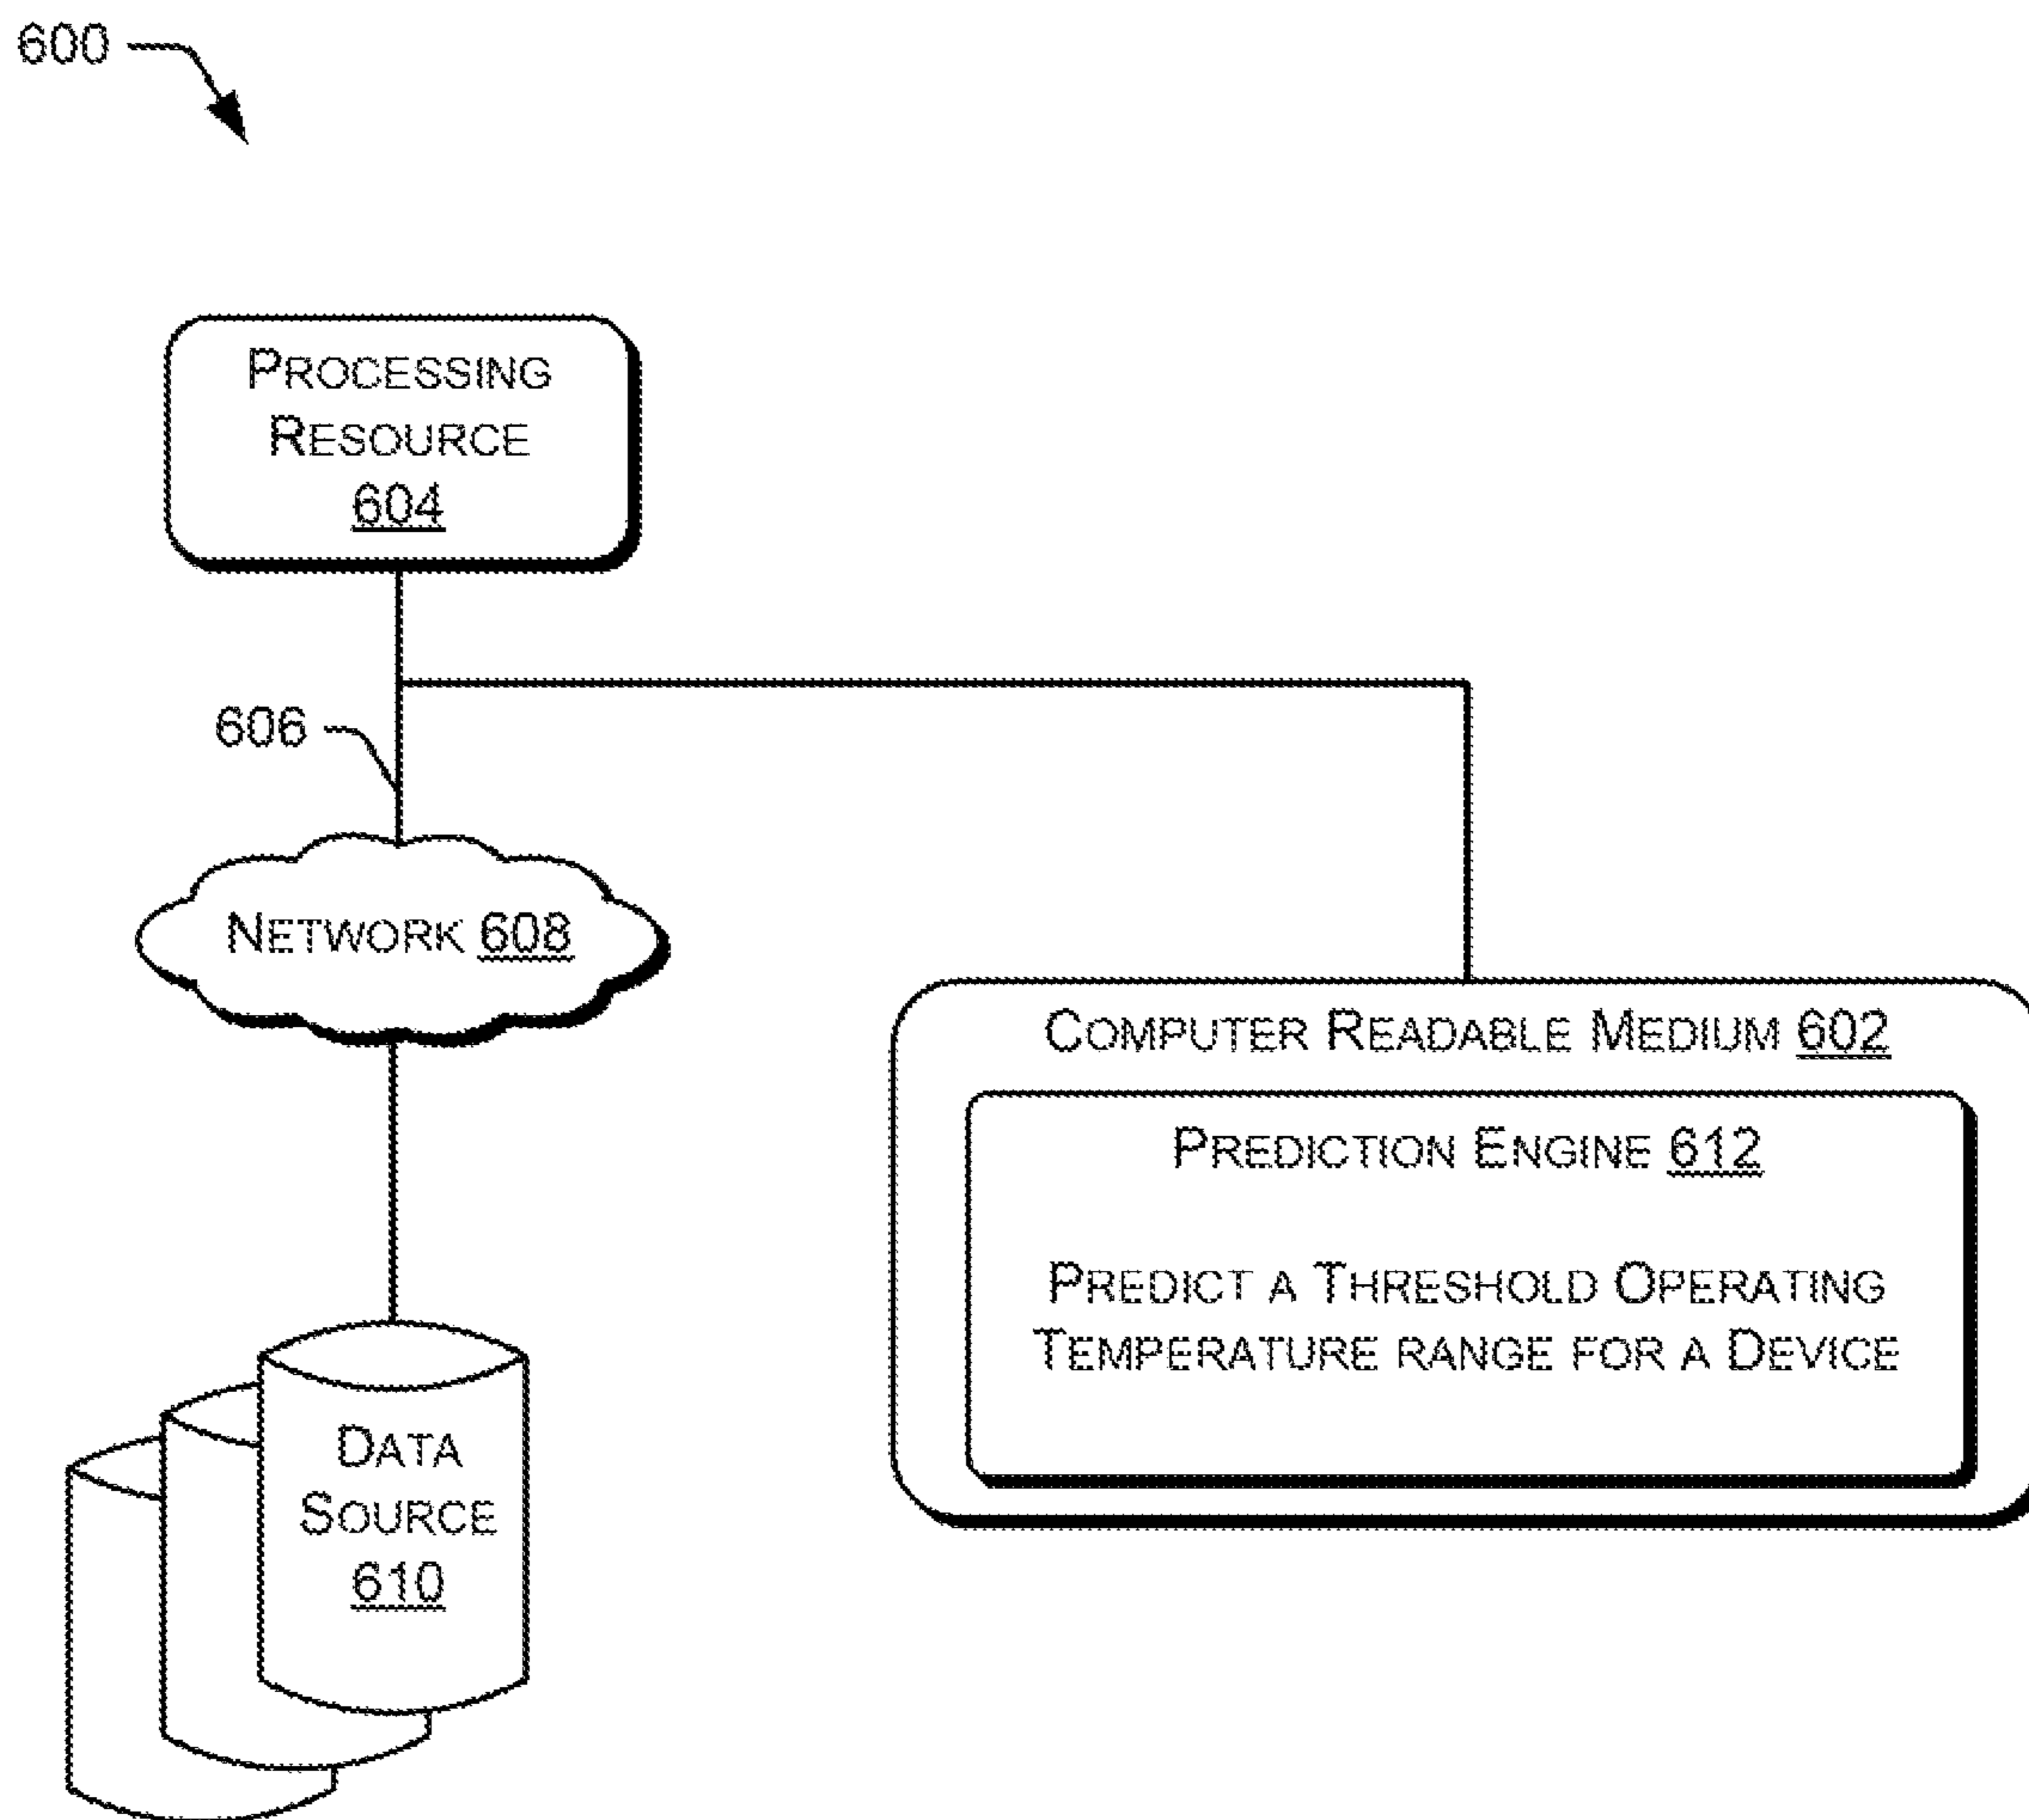 600
PROCESSING
RESOURCE
604
606
NETWORK 608
COMPUTER READABLE MEDIUM 602
PREDICTION ENGINE 612
PREDICT A THRESHOLD OPERATING
TEMPERATURE RANGE FOR A DEVICE
DATA
SOURCE
610